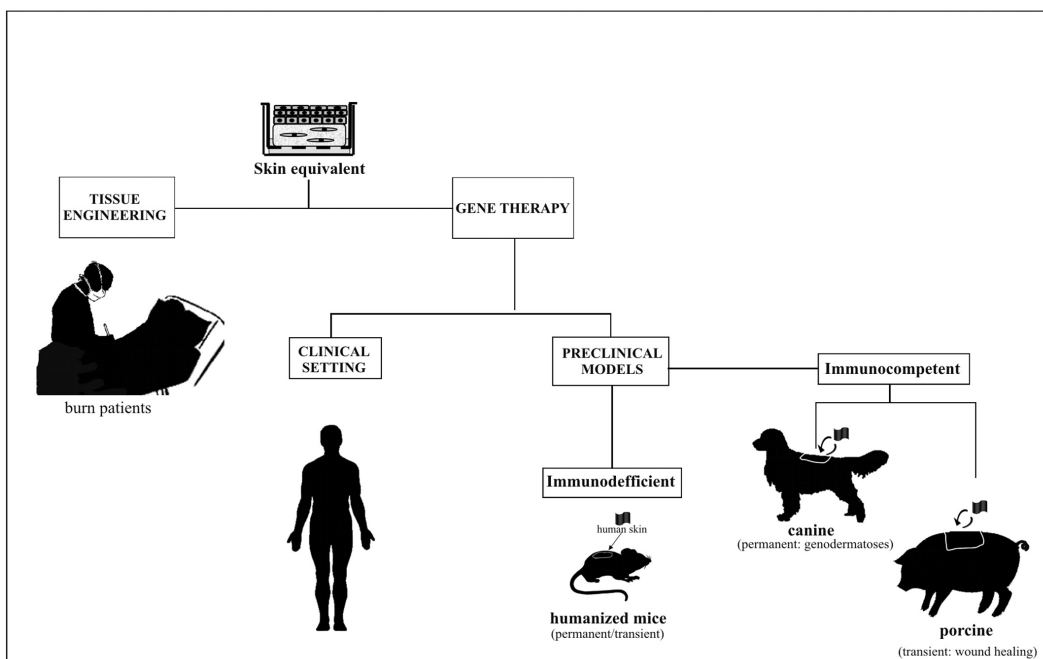 Skin equivalent
TISSUE
ENGINEERING
GENE THERAPY
burn patients
CLINICAL
SETTING
PRECLINICAL
MODELS
Immunocompetent
Immunodefficient
human skin
humanized mice
(permanent/transient)
canine
(permanent: genodermatoses)
porcine
(transient: wound healing)